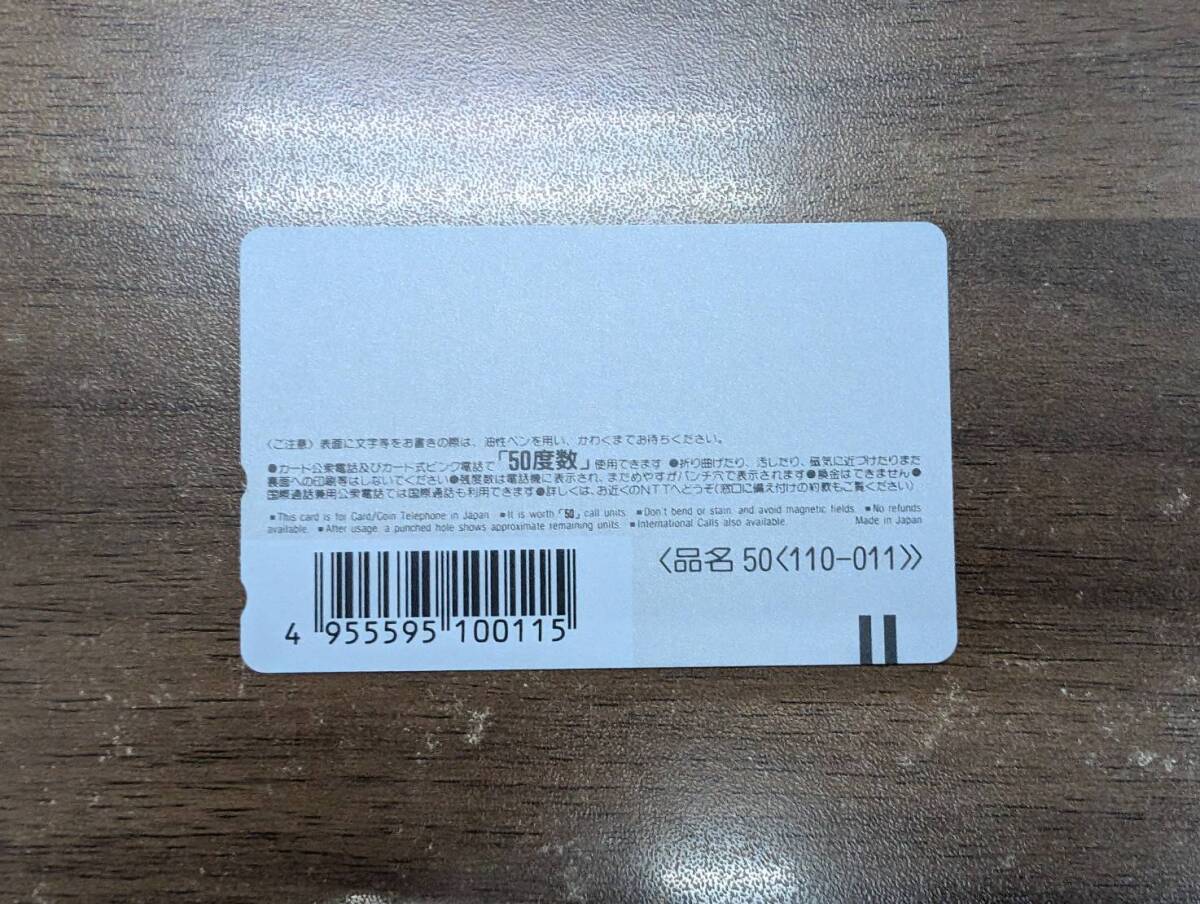 〈ご注意〉表面に文字等をお書きの際は、油性ペンを用い、かわくまでお待ちください。
●カード公衆電話及びカード式ピンク電話で「50度数」使用できます ●折り曲げたり、汚したり、磁気に近づけたりまた
裏面への印刷等はしないでください●残度数は電話機に表示され、まためやすがパンチ穴で表示されます●換金はできません●
国際通話兼用公衆電話では国際通話も利用できます●詳しくは、お近くのNTTへどうぞ(窓口に備え付けの約款もご覧ください)
■This card is for Card/Coin Telephone in Japan ■It is worth「50」call units ■Don't bend or stain and avoid magnetic fields. ■No refunds
available. ■After usage, a punched hole shows approximate remaining units. ■International Calls also available. Made in Japan
〈品名 50〈110-011〉〉
4 955595 100115